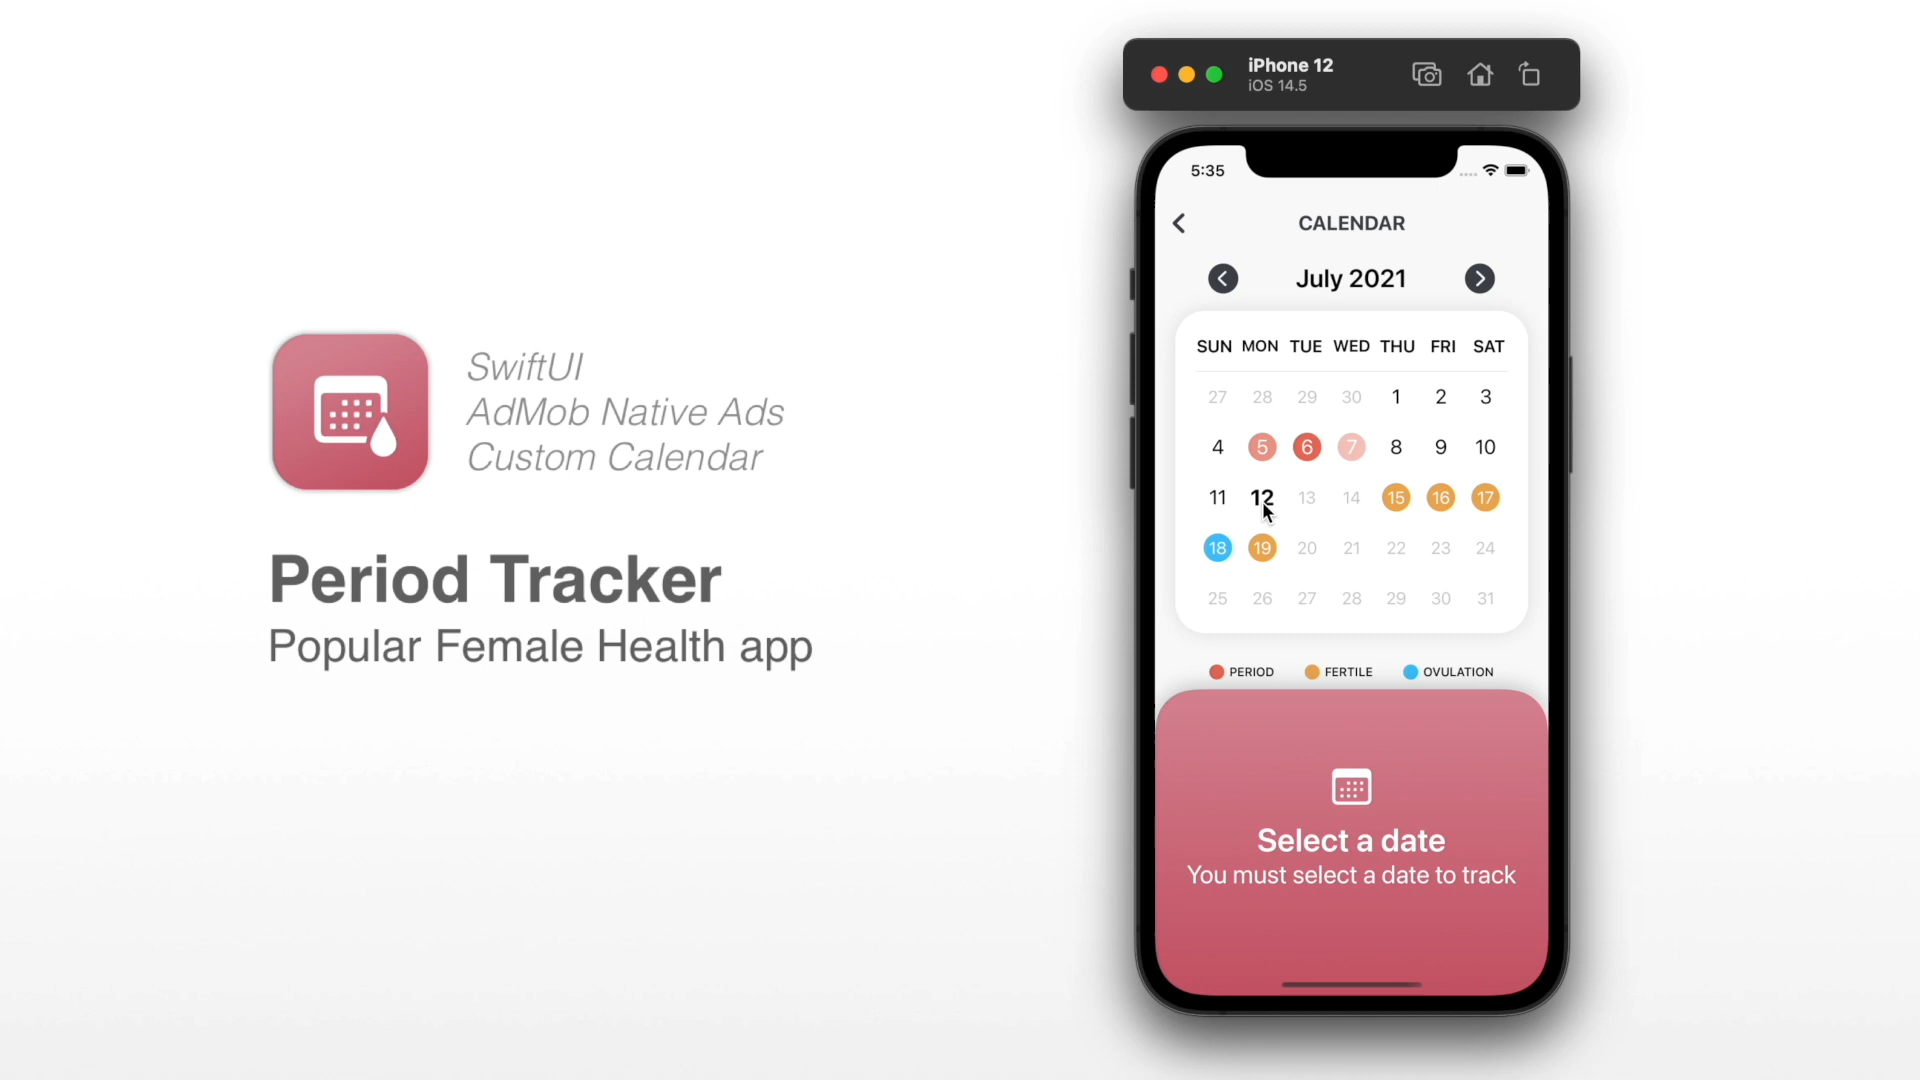 SwiftUI
AdMob Native Ads
Custom Calendar
Period Tracker
Popular Female Health app
iPhone 12
iOS 14.5
5:35
CALENDAR
July 2021
SUN MON TUE WED THU FRI SAT
27 28 29 30 1 2 3
4 5 6 7 8 9 10
11 12 13 14 15 16 17
18 19 20 21 22 23 24
25 26 27 28 29 30 31
PERIOD FERTILE OVULATION
Select a date
You must select a date to track